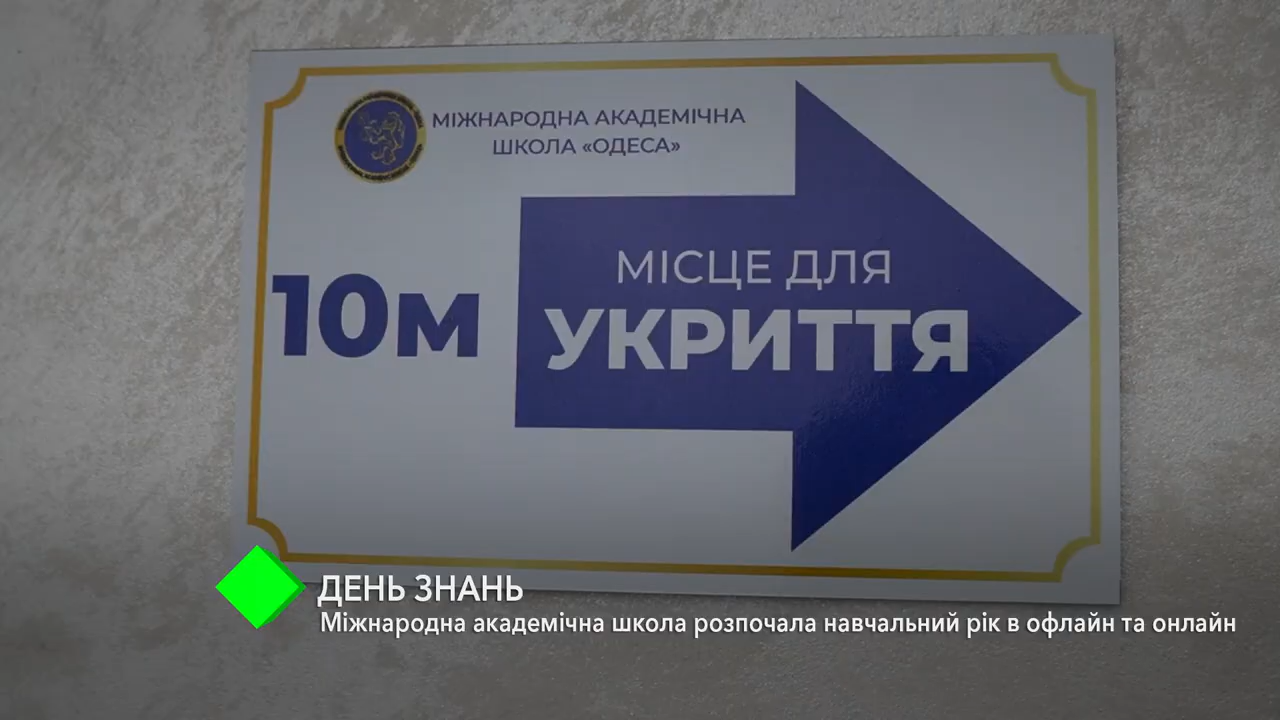 МІЖНАРОДНА АКАДЕМІЧНА
ШКОЛА «ОДЕСА»
10м
МІСЦЕ ДЛЯ
УКРИТТЯ
ДЕНЬ ЗНАНЬ
Міжнародна академічна школа розпочала навчальний рік в офлайн та онлайн